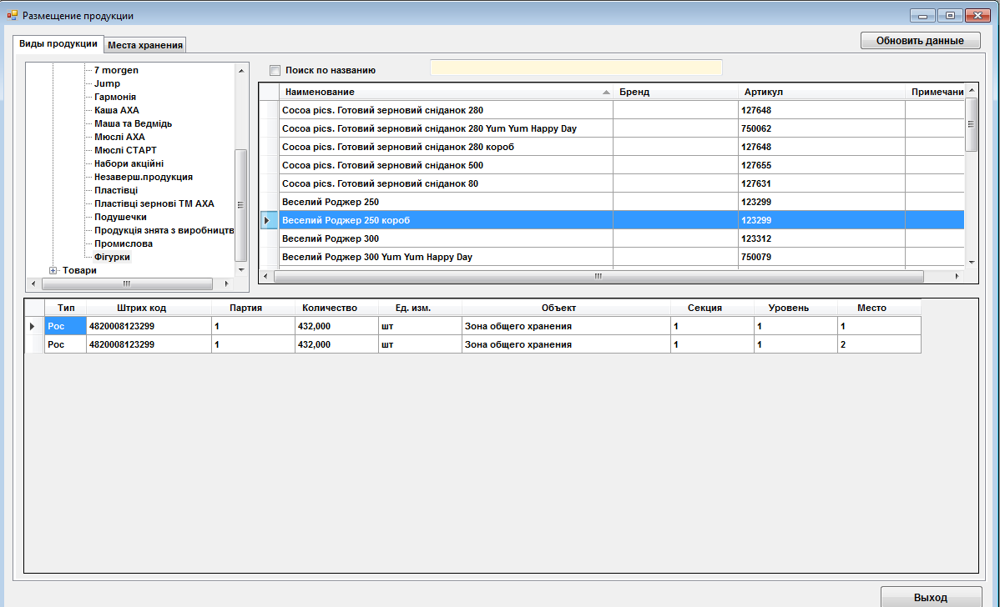 Размещение продукции
Виды продукции
Места хранения
Обновить данные
7 morgen
Jump
Гармонія
Каша АХА
Маша та Ведмідь
Мюслі АХА
Мюслі СТАРТ
Набори акційні
Незаверш.продукция
Пластівці
Пластівці зернові ТМ АХА
Подушечки
Продукція знята з виробництв
Промислова
Фігурки
Товари
Поиск по названию
Наименование Бренд Артикул Примечани
Cocoa pics. Готовий зерновий сніданок 280 127648
Cocoa pics. Готовий зерновий сніданок 280 Yum Yum Happy Day 750062
Cocoa pics. Готовий зерновий сніданок 280 короб 127648
Cocoa pics. Готовий зерновий сніданок 500 127655
Cocoa pics. Готовий зерновий сніданок 80 127631
Веселий Роджер 250 123299
Веселий Роджер 250 короб 123299
Веселий Роджер 300 123312
Веселий Роджер 300 Yum Yum Happy Day 750079
Тип Штрих код Партия Количество Ед. изм. Объект Секция Уровень Место
Рос 4820008123299 1 432,000 шт Зона общего хранения 1 1 1
Рос 4820008123299 1 432,000 шт Зона общего хранения 1 1 2
Выход